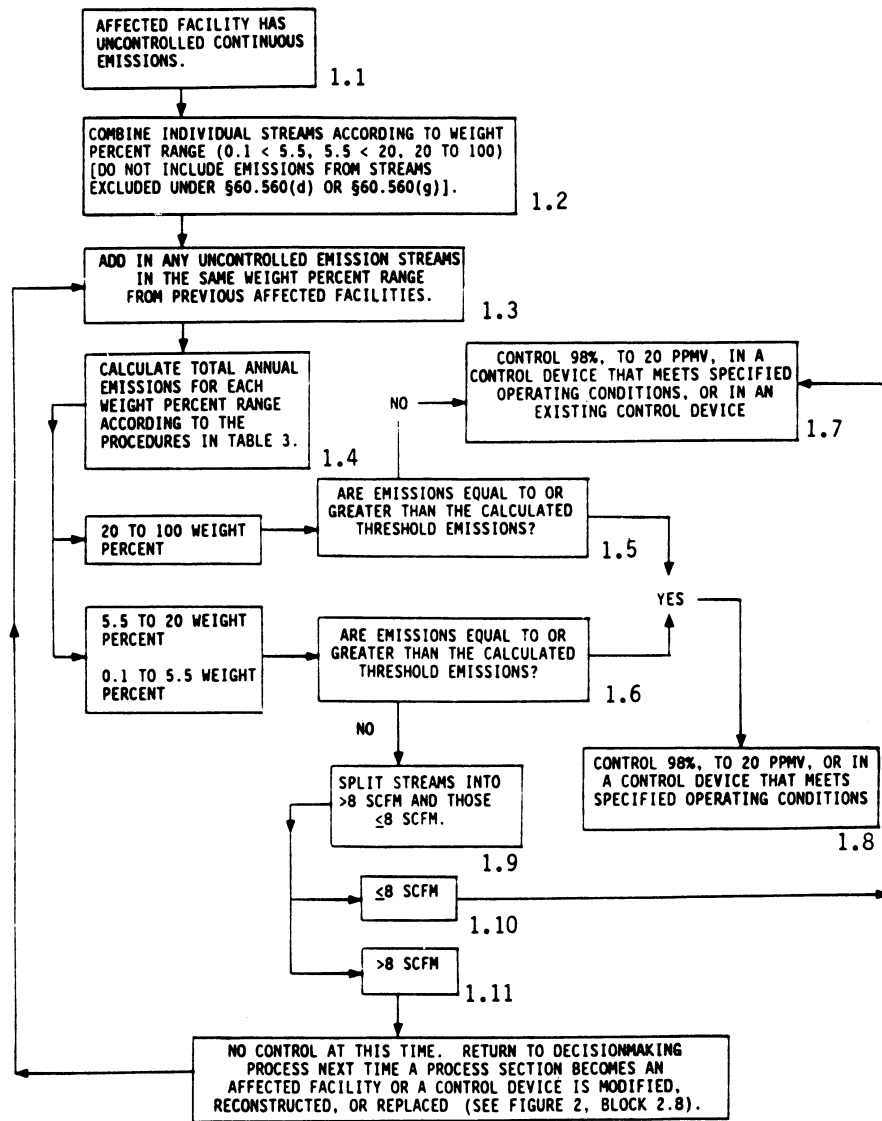 AFFECTED FACILITY HAS
UNCONTROLLED CONTINUOUS
EMISSIONS.
1.1
COMBINE INDIVIDUAL STREAMS ACCORDING TO WEIGHT
PERCENT RANGE (0.1 < 5.5, 5.5 < 20, 20 TO 100)
[DO NOT INCLUDE EMISSIONS FROM STREAMS
EXCLUDED UNDER §60.560(d) OR §60.560(g)].
1.2
ADD IN ANY UNCONTROLLED EMISSION STREAMS
IN THE SAME WEIGHT PERCENT RANGE
FROM PREVIOUS AFFECTED FACILITIES.
1.3
CALCULATE TOTAL ANNUAL
EMISSIONS FOR EACH
WEIGHT PERCENT RANGE
ACCORDING TO THE
PROCEDURES IN TABLE 3.
1.4
CONTROL 98%, TO 20 PPMV, IN A
CONTROL DEVICE THAT MEETS SPECIFIED
OPERATING CONDITIONS, OR IN AN
EXISTING CONTROL DEVICE
1.7
NO
20 TO 100 WEIGHT
PERCENT
ARE EMISSIONS EQUAL TO OR
GREATER THAN THE CALCULATED
THRESHOLD EMISSIONS?
1.5
YES
5.5 TO 20 WEIGHT
PERCENT
0.1 TO 5.5 WEIGHT
PERCENT
ARE EMISSIONS EQUAL TO OR
GREATER THAN THE CALCULATED
THRESHOLD EMISSIONS?
1.6
NO
CONTROL 98%, TO 20 PPMV, OR IN
A CONTROL DEVICE THAT MEETS
SPECIFIED OPERATING CONDITIONS
1.8
SPLIT STREAMS INTO
>8 SCFM AND THOSE
≤8 SCFM.
1.9
≤8 SCFM
1.10
>8 SCFM
1.11
NO CONTROL AT THIS TIME. RETURN TO DECISIONMAKING
PROCESS NEXT TIME A PROCESS SECTION BECOMES AN
AFFECTED FACILITY OR A CONTROL DEVICE IS MODIFIED,
RECONSTRUCTED, OR REPLACED (SEE FIGURE 2, BLOCK 2.8).